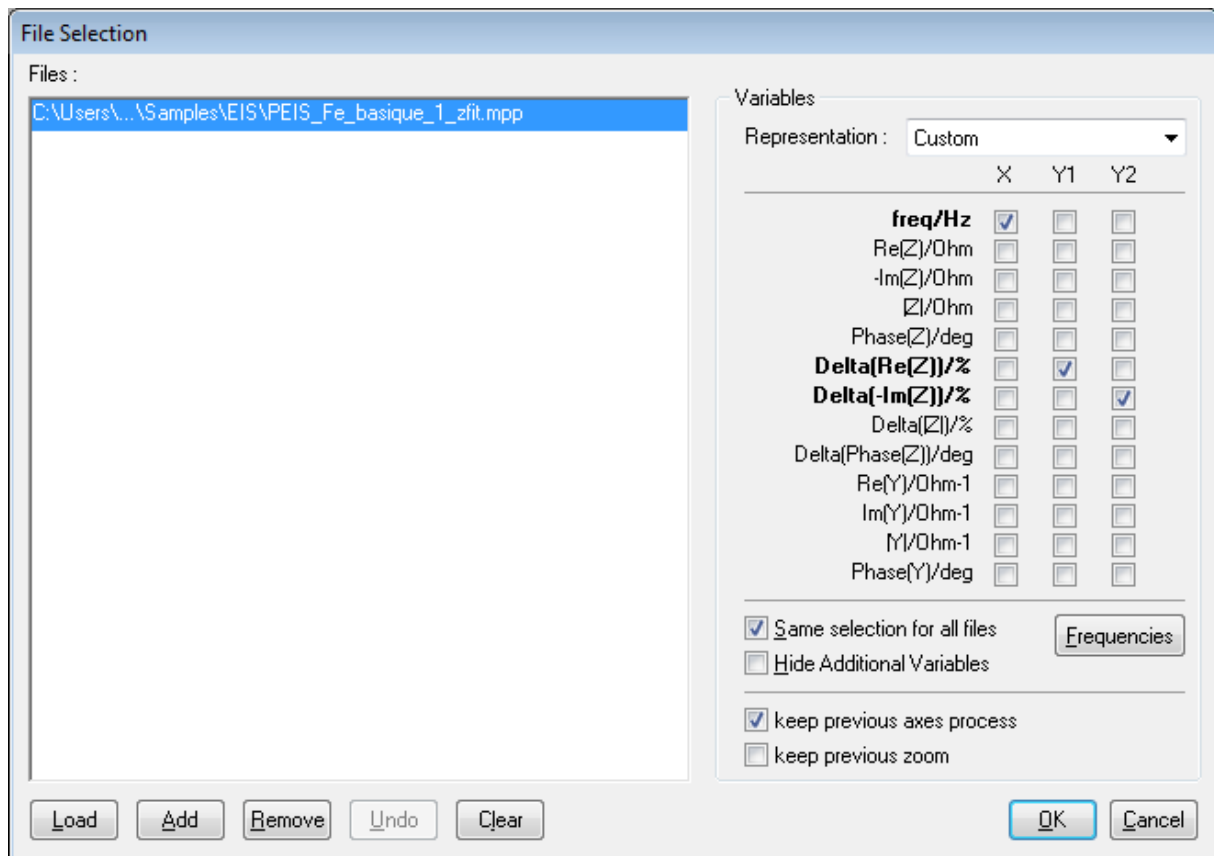 File Selection
Files :
C:\Users\...\Samples\EIS\PEIS_Fe_basique_1_zfit.mpp
Variables
Representation : Custom
X Y1 Y2
freq/Hz
Re(Z)/Ohm
-Im(Z)/Ohm
|Z|/Ohm
Phase(Z)/deg
Delta(Re(Z))/%
Delta(-Im(Z))/%
Delta(|Z|)/%
Delta(Phase(Z))/deg
Re(Y)/Ohm-1
Im(Y)/Ohm-1
|Y|/Ohm-1
Phase(Y)/deg
Same selection for all files
Frequencies
Hide Additional Variables
keep previous axes process
keep previous zoom
Load Add Remove Undo Clear OK Cancel